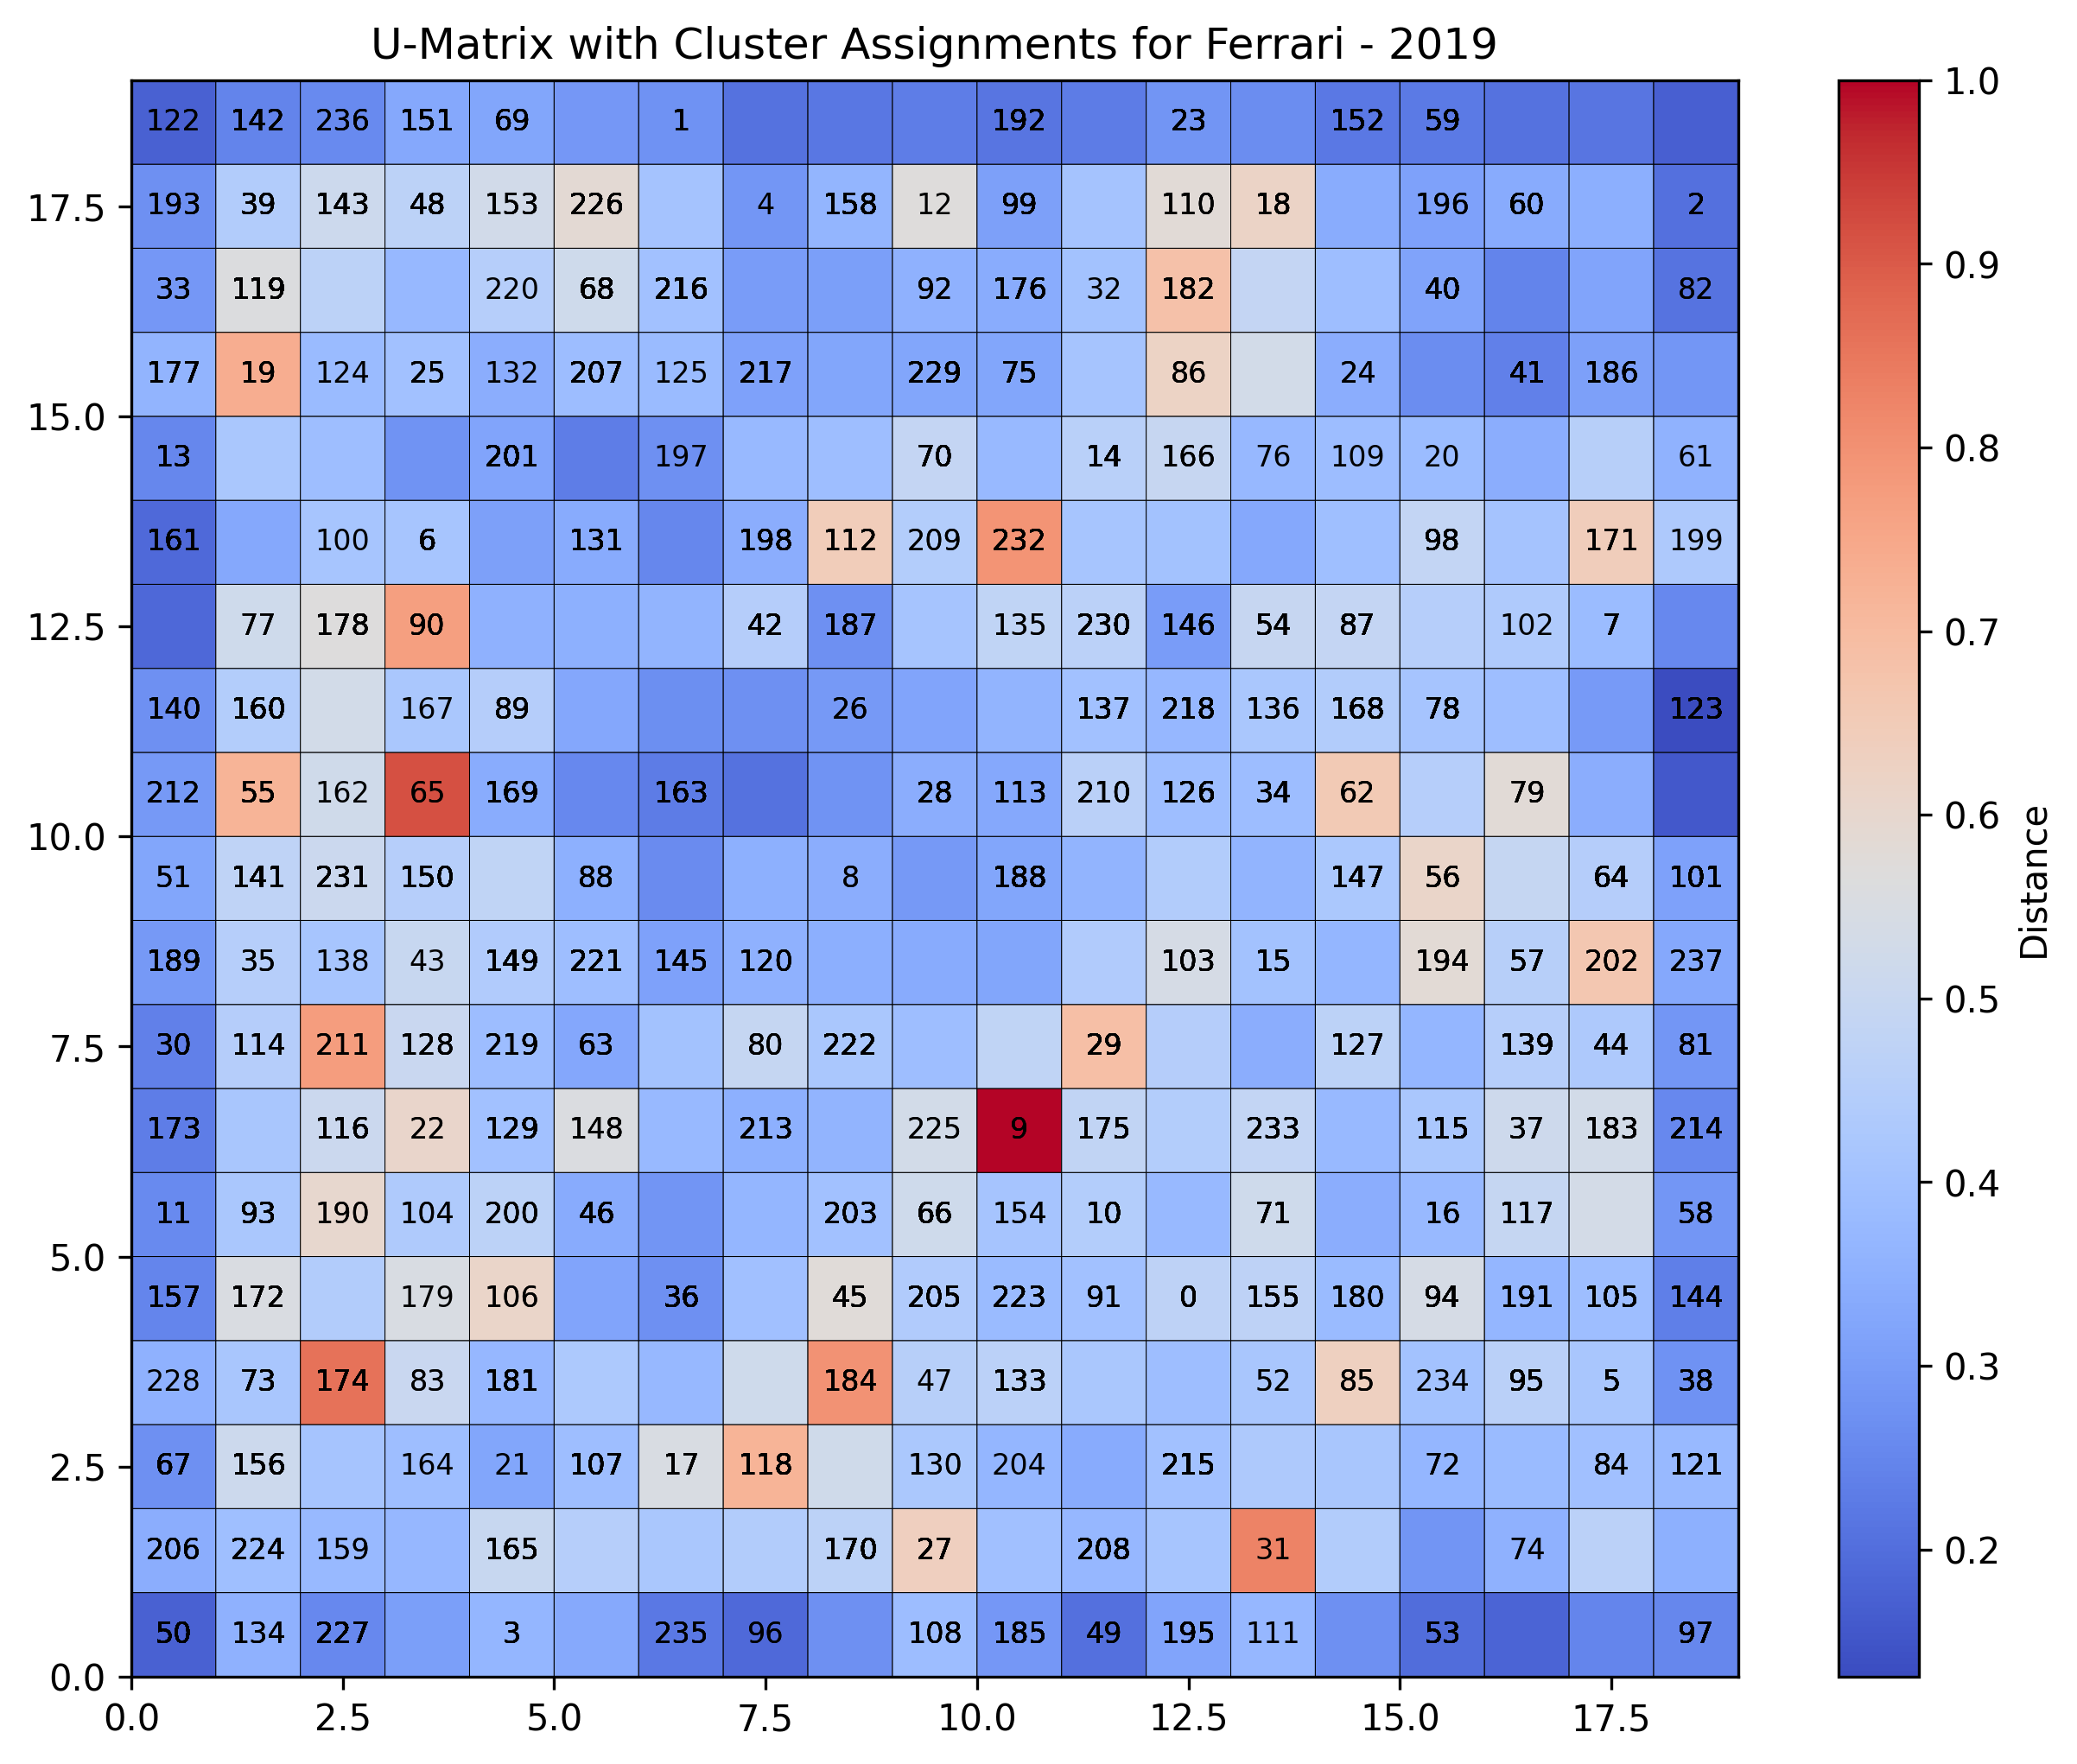 U-Matrix with Cluster Assignments for Ferrari - 2019
122 142 236 151 69 1 192 23 152 59
17.5 193 39 143 48 153 226 4 158 12 99 110 18 196 60 2
33 119 220 68 216 92 176 32 182 40 82
177 19 124 25 132 207 125 217 229 75 86 24 41 186
15.0
13 201 197 70 14 166 76 109 20 61
161 100 6 131 198 112 209 232 98 171 199
12.5 77 178 90 42 187 135 230 146 54 87 102 7
140 160 167 89 26 137 218 136 168 78 123
212 55 162 65 169 163 28 113 210 126 34 62 79
10.0
51 141 231 150 88 8 188 147 56 64 101
189 35 138 43 149 221 145 120 103 15 194 57 202 237
7.5 30 114 211 128 219 63 80 222 29 127 139 44 81
173 116 22 129 148 213 225 9 175 233 115 37 183 214
11 93 190 104 200 46 203 66 154 10 71 16 117 58
5.0
157 172 179 106 36 45 205 223 91 0 155 180 94 191 105 144
228 73 174 83 181 184 47 133 52 85 234 95 5 38
2.5 67 156 164 21 107 17 118 130 204 215 72 84 121
206 224 159 165 170 27 208 31 74
50 134 227 3 235 96 108 185 49 195 111 53 97
0.0
0.0 2.5 5.0 7.5 10.0 12.5 15.0 17.5
1.0
0.9
0.8
0.7
0.6
0.5
0.4
0.3
0.2
Distance